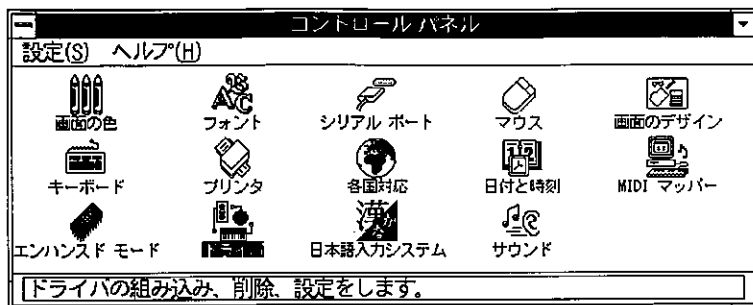 コントロール パネル
設定(S) ヘルプ(H)
画面の色 フォント シリアル ポート マウス 画面のデザイン
キーボード プリンタ 各国対応 日付と時刻 MIDI マッパー
エンハンスド モード 日本語入力システム サウンド
ドライバの組み込み、削除、設定をします。